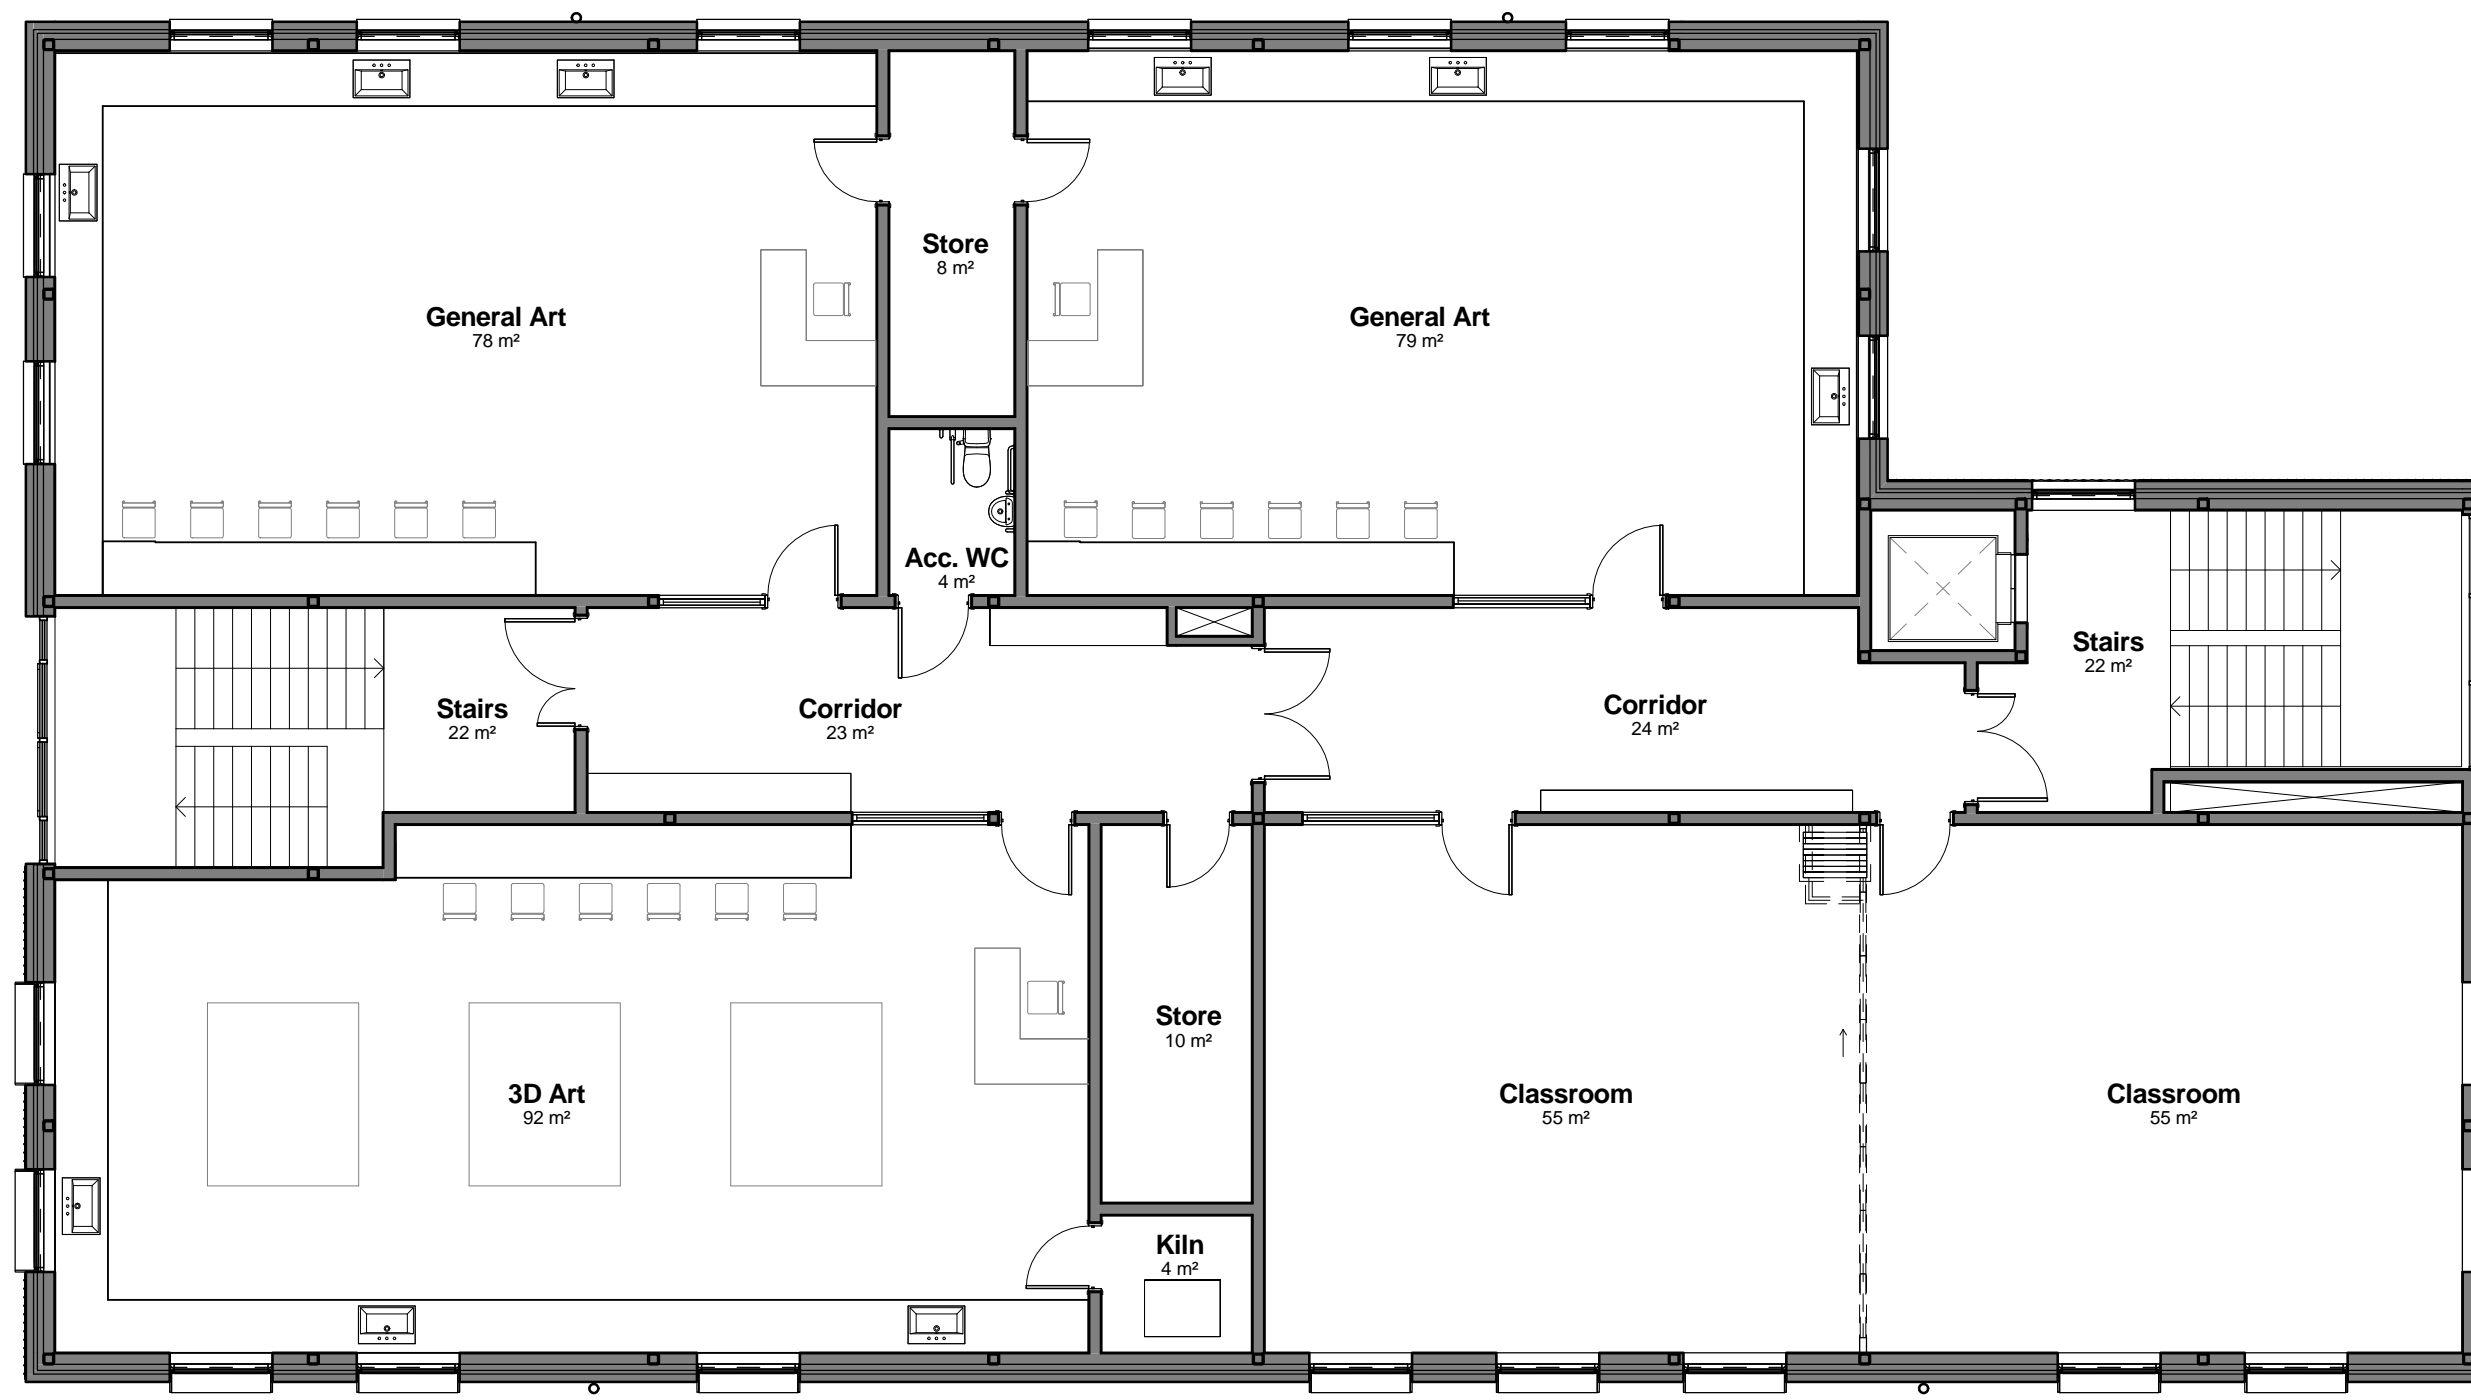 Store
8 m²
General Art
78 m²
General Art
79 m²
Acc. WC
4 m²
Stairs
22 m²
Stairs
22 m²
Corridor
23 m²
Corridor
24 m²
Store
10 m²
3D Art
92 m²
Classroom
55 m²
Classroom
55 m²
Kiln
4 m²